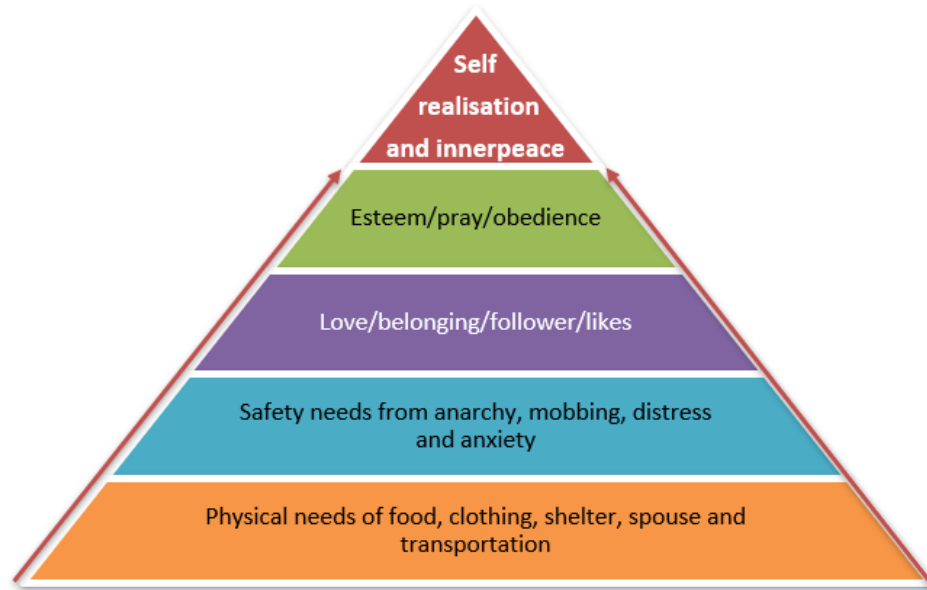 Self
realisation
and innerpeace
Esteem/pray/obedience
Love/belonging/follower/likes
Safety needs from anarchy, mobbing, distress
and anxiety
Physical needs of food, clothing, shelter, spouse and
transportation